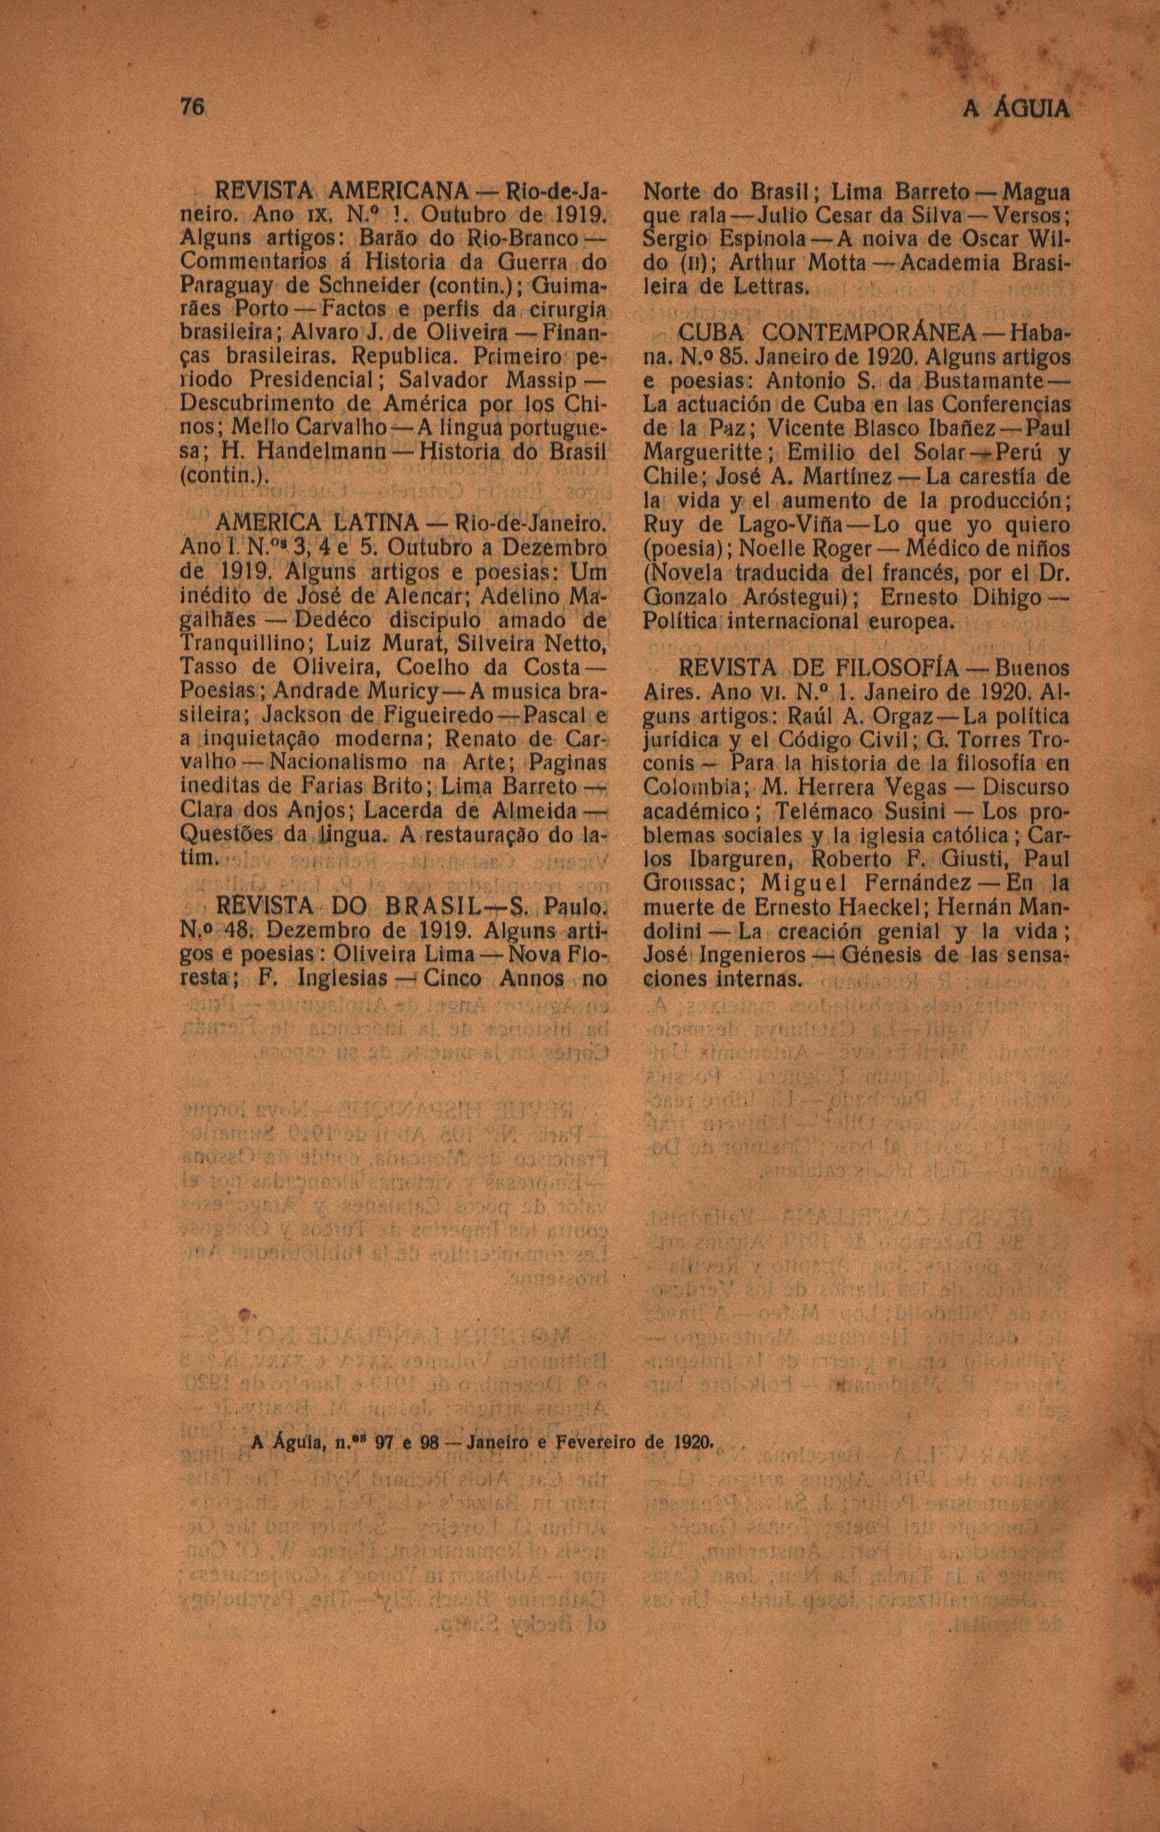 76
A ÁGUIA
REVISTA AMERICANA — Rio-de-Ja-
neiro. Ano IX. N.º 1. Outubro de 1919.
Alguns artigos: Barão do Rio-Branco —
Commentarios á Historia da Guerra do
Paraguay de Schneider (contin.); Guima-
rães Porto — Factos e perfis da cirurgia
brasileira; Alvaro J. de Oliveira — Finan-
ças brasileiras. Republica. Primeiro pe-
riodo Presidencial; Salvador Massip —
Descubrimento de América por los Chi-
nos; Mello Carvalho — A lingua portugue-
sa; H. Handelmann — Historia do Brasil
(contin.).
AMERICA LATINA — Rio-de-Janeiro.
Ano I. N.os 3, 4 e 5. Outubro a Dezembro
de 1919. Alguns artigos e poesias: Um
inédito de José de Alencar; Adelino Ma-
galhães — Dedéco discipulo amado de
Tranquillino; Luiz Murat, Silveira Netto,
Tasso de Oliveira, Coelho da Costa —
Poesias; Andrade Muricy — A musica bra-
sileira; Jackson de Figueiredo — Pascal e
a inquietação moderna; Renato de Car-
valho — Nacionalismo na Arte; Paginas
ineditas de Farias Brito; Lima Barreto —
Clara dos Anjos; Lacerda de Almeida —
Questões da lingua. A restauração do la-
tim.
REVISTA DO BRASIL — S. Paulo.
N.º 48. Dezembro de 1919. Alguns arti-
gos e poesias: Oliveira Lima — Nova Flo-
resta; F. Inglesias — Cinco Annos no
Norte do Brasil; Lima Barreto — Magua
que rala — Julio Cesar da Silva — Versos;
Sergio Espinola — A noiva de Oscar Wil-
do (II); Arthur Motta — Academia Brasi-
leira de Lettras.
CUBA CONTEMPORÁNEA — Haba-
na. N.º 85. Janeiro de 1920. Alguns artigos
e poesias: Antonio S. da Bustamante —
La actuación de Cuba en las Conferencias
de la Paz; Vicente Blasco Ibañez — Paul
Margueritte; Emilio del Solar — Perú y
Chile; José A. Martínez — La carestía de
la vida y el aumento de la producción;
Ruy de Lago-Viña — Lo que yo quiero
(poesia); Noelle Roger — Médico de niños
(Novela traducida del francés, por el Dr.
Gonzalo Aróstegui); Ernesto Dihigo —
Política internacional europea.
REVISTA DE FILOSOFÍA — Buenos
Aires. Ano VI. N.º 1. Janeiro de 1920. Al-
guns artigos: Raúl A. Orgaz — La política
jurídica y el Código Civil; G. Torres Tro-
conis — Para la historia de la filosofía en
Colombia; M. Herrera Vegas — Discurso
académico; Telémaco Susini — Los pro-
blemas sociales y la iglesia católica; Car-
los Ibarguren, Roberto F. Giusti, Paul
Groussac; Miguel Fernández — En la
muerte de Ernesto Haeckel; Hernán Man-
dolini — La creación genial y la vida;
José Ingenieros — Génesis de las sensa-
ciones internas.
A Águia, n.os 97 e 98 — Janeiro e Fevereiro de 1920.